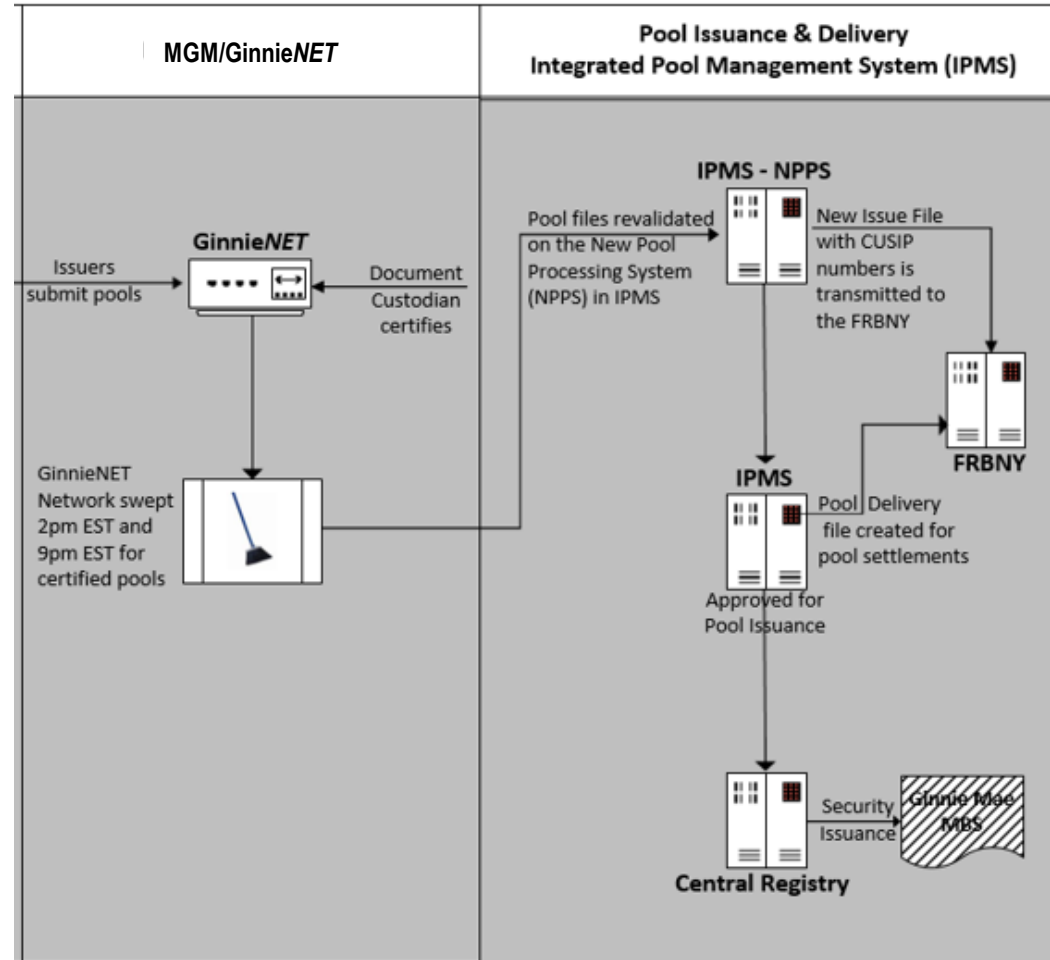 MGM/GinnieNET
Pool Issuance & Delivery
Integrated Pool Management System (IPMS)
GinnieNET
Issuers
submit pools
Document
Custodian
certifies
GinnieNET
Network swept
2pm EST and
9pm EST for
certified pools
IPMS - NPPS
Pool files revalidated
on the New Pool
Processing System
(NPPS) in IPMS
New Issue File
with CUSIP
numbers is
transmitted to
the FRBNY
FRBNY
IPMS
Pool Delivery
file created for
pool settlements
Approved for
Pool Issuance
Security
Issuance
Ginnie Mae
MBS
Central Registry